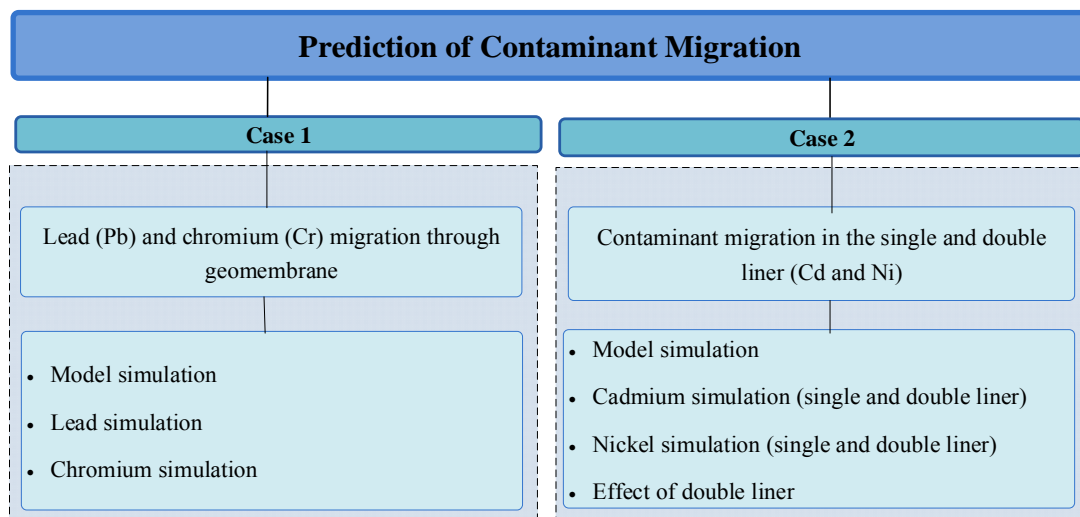 Prediction of Contaminant Migration
Case 1
Lead (Pb) and chromium (Cr) migration through
geomembrane
• Model simulation
• Lead simulation
• Chromium simulation
Case 2
Contaminant migration in the single and double
liner (Cd and Ni)
• Model simulation
• Cadmium simulation (single and double liner)
• Nickel simulation (single and double liner)
• Effect of double liner